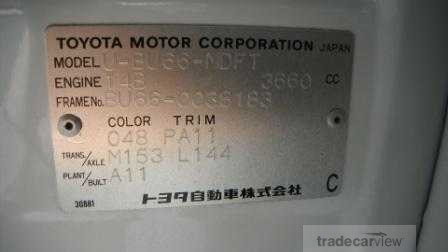 TOYOTA MOTOR CORPORATION JAPAN
MODEL U-BU66-MDFT
ENGINE 14B 3660 CC
FRAME No. BU66-0036183
COLOR TRIM
048 PA11
TRANS./AXLE M153 L144
PLANT/BUILT A11
トヨタ自動車株式会社 C
30881
tradecarview